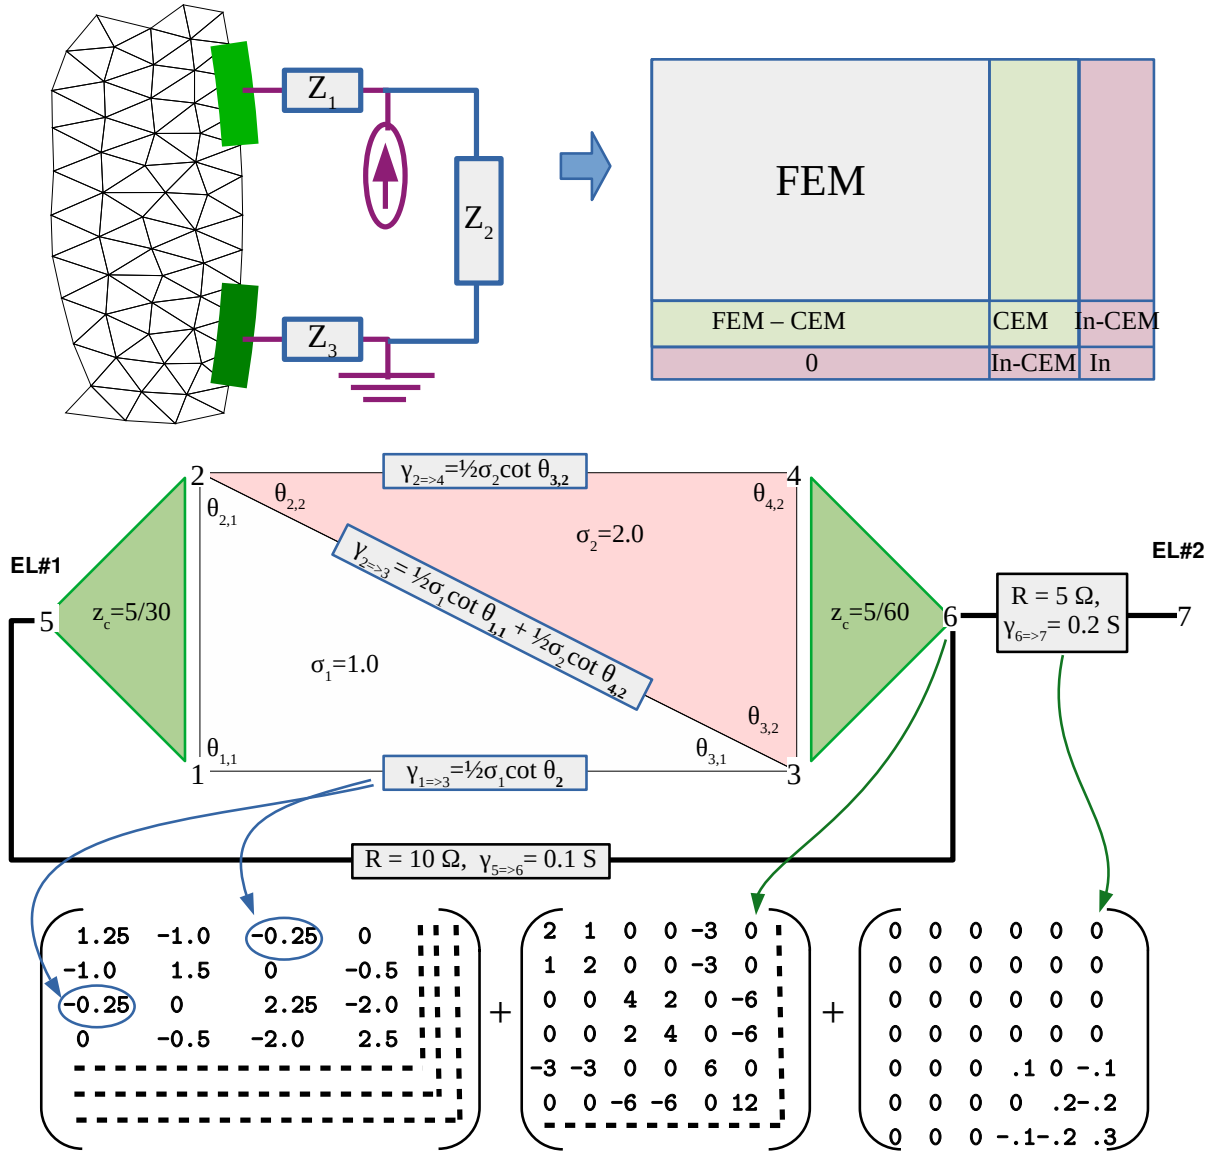 Z1
Z2
Z3
FEM
FEM – CEM
CEM
In-CEM
0
In-CEM
In
2
γ2=>4=½σ2cot θ3,2
4
θ2,1
θ2,2
θ4,2
σ2=2.0
EL#1
EL#2
γ2=>3 = ½σ1cot θ1,1 + ½σ2cot θ4,2
5
zc=5/30
zc=5/60
6
R = 5 Ω,
γ6=>7= 0.2 S
7
σ1=1.0
θ3,2
θ1,1
θ3,1
1
γ1=>3=½σ1cot θ2
3
R = 10 Ω, γ5=>6= 0.1 S
1.25 -1.0 -0.25 0
-1.0 1.5 0 -0.5
-0.25 0 2.25 -2.0
0 -0.5 -2.0 2.5
+
2 1 0 0 -3 0
1 2 0 0 -3 0
0 0 4 2 0 -6
0 0 2 4 0 -6
-3 -3 0 0 6 0
0 0 -6 -6 0 12
+
0 0 0 0 0 0
0 0 0 0 0 0
0 0 0 0 0 0
0 0 0 0 0 0
0 0 0 .1 0 -.1
0 0 0 0 .2-.2
0 0 0 -.1-.2 .3